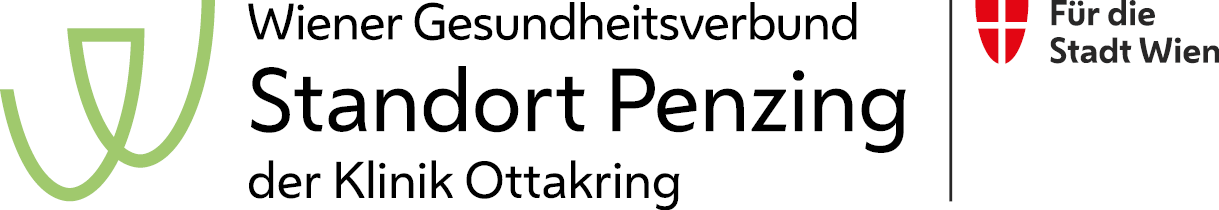 Wiener Gesundheitsverbund
Standort Penzing
der Klinik Ottakring
Für die
Stadt Wien